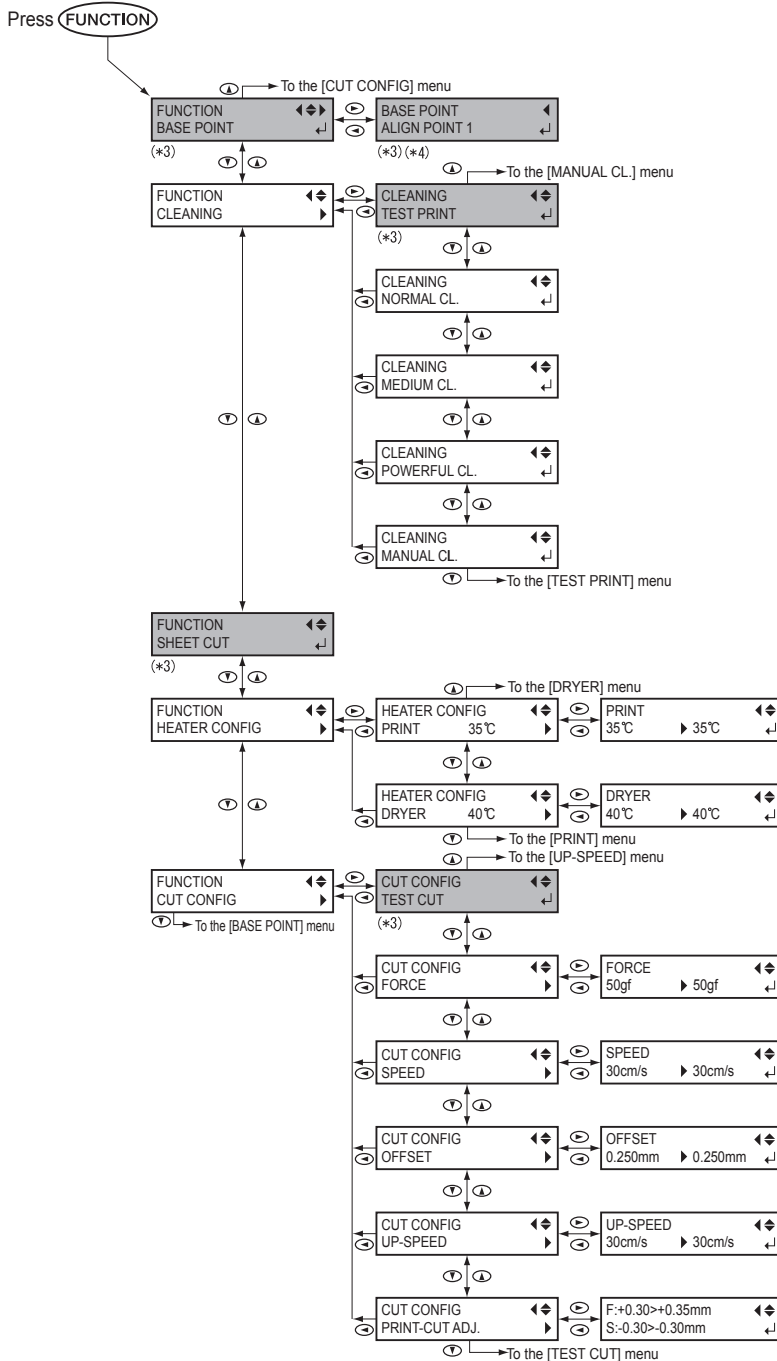 Press FUNCTION
To the [CUT CONFIG] menu
FUNCTION
BASE POINT
(*3)
BASE POINT
ALIGN POINT 1
(*3) (*4)
To the [MANUAL CL.] menu
FUNCTION
CLEANING
CLEANING
TEST PRINT
(*3)
CLEANING
NORMAL CL.
CLEANING
MEDIUM CL.
CLEANING
POWERFUL CL.
CLEANING
MANUAL CL.
To the [TEST PRINT] menu
FUNCTION
SHEET CUT
(*3)
To the [DRYER] menu
FUNCTION
HEATER CONFIG
HEATER CONFIG
PRINT 35℃
PRINT
35℃ 35℃
HEATER CONFIG
DRYER 40℃
DRYER
40℃ 40℃
To the [PRINT] menu
To the [UP-SPEED] menu
FUNCTION
CUT CONFIG
To the [BASE POINT] menu
CUT CONFIG
TEST CUT
(*3)
CUT CONFIG
FORCE
FORCE
50gf 50gf
CUT CONFIG
SPEED
SPEED
30cm/s 30cm/s
CUT CONFIG
OFFSET
OFFSET
0.250mm 0.250mm
CUT CONFIG
UP-SPEED
UP-SPEED
30cm/s 30cm/s
CUT CONFIG
PRINT-CUT ADJ.
F:+0.30>+0.35mm
S:-0.30>-0.30mm
To the [TEST CUT] menu